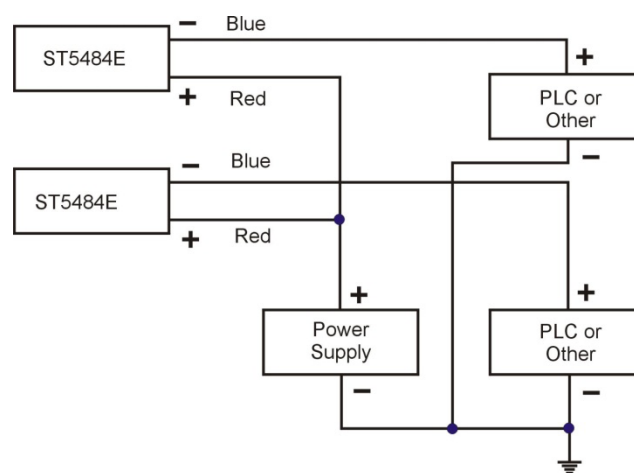 − Blue
ST5484E
+ Red
+
PLC or
Other
−
− Blue
ST5484E
+ Red
+
Power
Supply
−
+
PLC or
Other
−